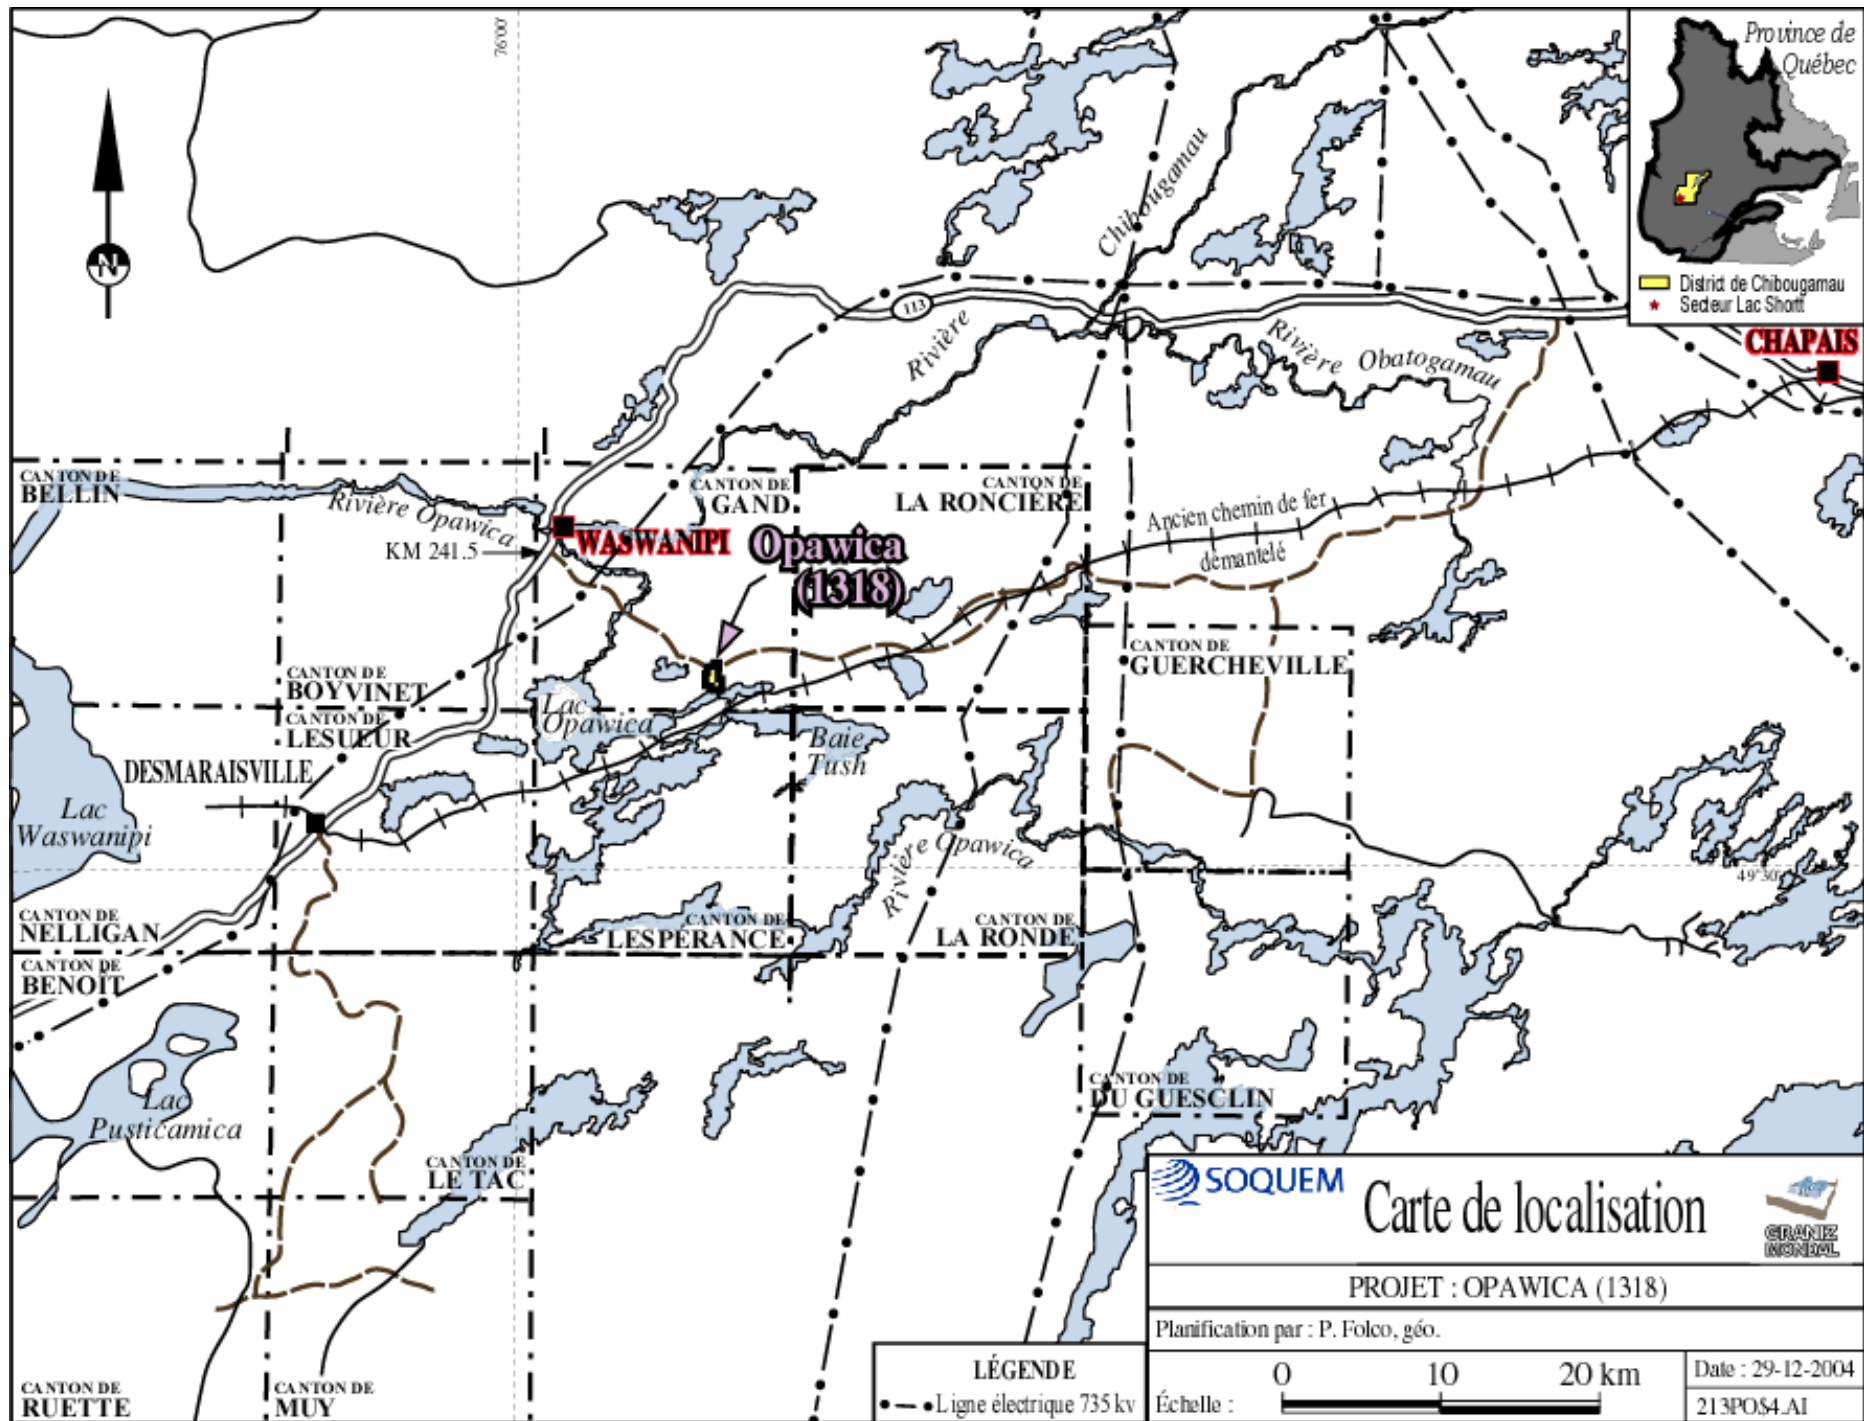 76°00'
Province de
Québec
District de Chibougamau
Secteur Lac Shortt
Chibougamau
113
Rivière
Rivière Obatogamau
CHAPAIS
CANTON DE
BELLIN
Rivière Opawica
KM 241.5
WASWANIPI
CANTON DE
GAND
CANTON DE
LA RONCIÈRE
Opawica
(1318)
Ancien chemin de fer
démantelé
CANTON DE
BOYVINET
CANTON DE
LESUEUR
CANTON DE
GUERCHEVILLE
Lac
Opawica
Baie
Tush
DESMARAISVILLE
Lac
Waswanipi
Rivière Opawica
49°30'
CANTON DE
NELLIGAN
CANTON DE
BENOIT
CANTON DE
LESPERANCE
CANTON DE
LA RONDE
Lac
Pusticamica
CANTON DE
DU GUESCLIN
CANTON DE
LE TAC
CANTON DE
RUETTE
CANTON DE
MUY
N
LÉGENDE
Ligne électrique 735 kv
SOQUEM
Carte de localisation
GRANIZ
MONDAL
PROJET : OPAWICA (1318)
Planification par : P. Folco, géo.
Échelle :
0 10 20 km
Date : 29-12-2004
213POS4.AI